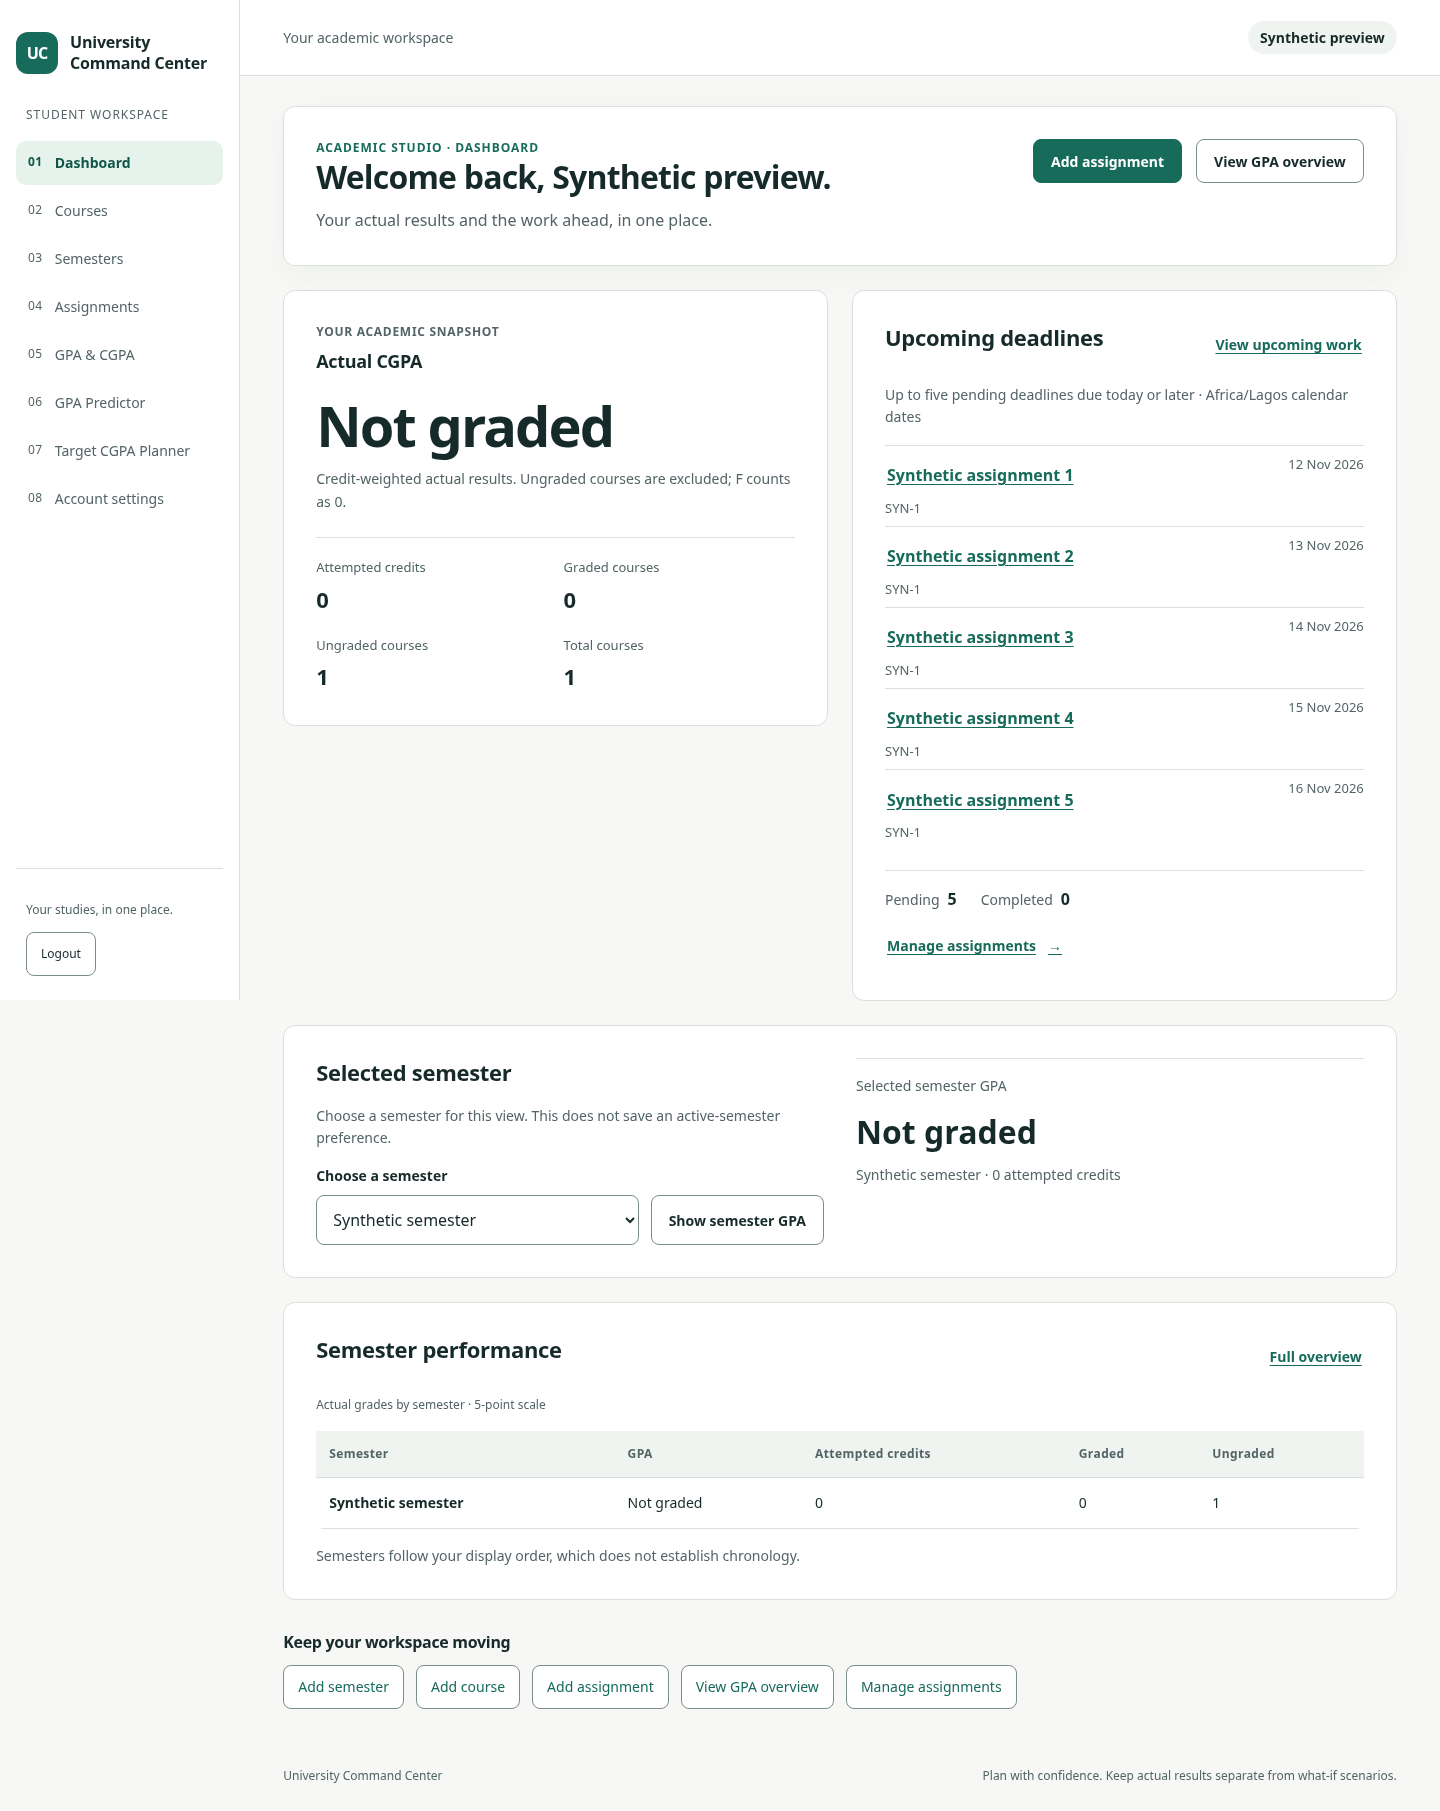 UC
University
Command Center
STUDENT WORKSPACE
01 Dashboard
02 Courses
03 Semesters
04 Assignments
05 GPA & CGPA
06 GPA Predictor
07 Target CGPA Planner
08 Account settings
Your studies, in one place.
Logout
Your academic workspace
Synthetic preview
ACADEMIC STUDIO · DASHBOARD
Welcome back, Synthetic preview.
Your actual results and the work ahead, in one place.
Add assignment
View GPA overview
YOUR ACADEMIC SNAPSHOT
Actual CGPA
Not graded
Credit-weighted actual results. Ungraded courses are excluded; F counts
as 0.
Attempted credits
0
Graded courses
0
Ungraded courses
1
Total courses
1
Upcoming deadlines
View upcoming work
Up to five pending deadlines due today or later · Africa/Lagos calendar
dates
Synthetic assignment 1
12 Nov 2026
SYN-1
Synthetic assignment 2
13 Nov 2026
SYN-1
Synthetic assignment 3
14 Nov 2026
SYN-1
Synthetic assignment 4
15 Nov 2026
SYN-1
Synthetic assignment 5
16 Nov 2026
SYN-1
Pending 5 Completed 0
Manage assignments →
Selected semester
Choose a semester for this view. This does not save an active-semester
preference.
Choose a semester
Synthetic semester
Show semester GPA
Selected semester GPA
Not graded
Synthetic semester · 0 attempted credits
Semester performance
Full overview
Actual grades by semester · 5-point scale
Semester GPA Attempted credits Graded Ungraded
Synthetic semester Not graded 0 0 1
Semesters follow your display order, which does not establish chronology.
Keep your workspace moving
Add semester
Add course
Add assignment
View GPA overview
Manage assignments
University Command Center
Plan with confidence. Keep actual results separate from what-if scenarios.